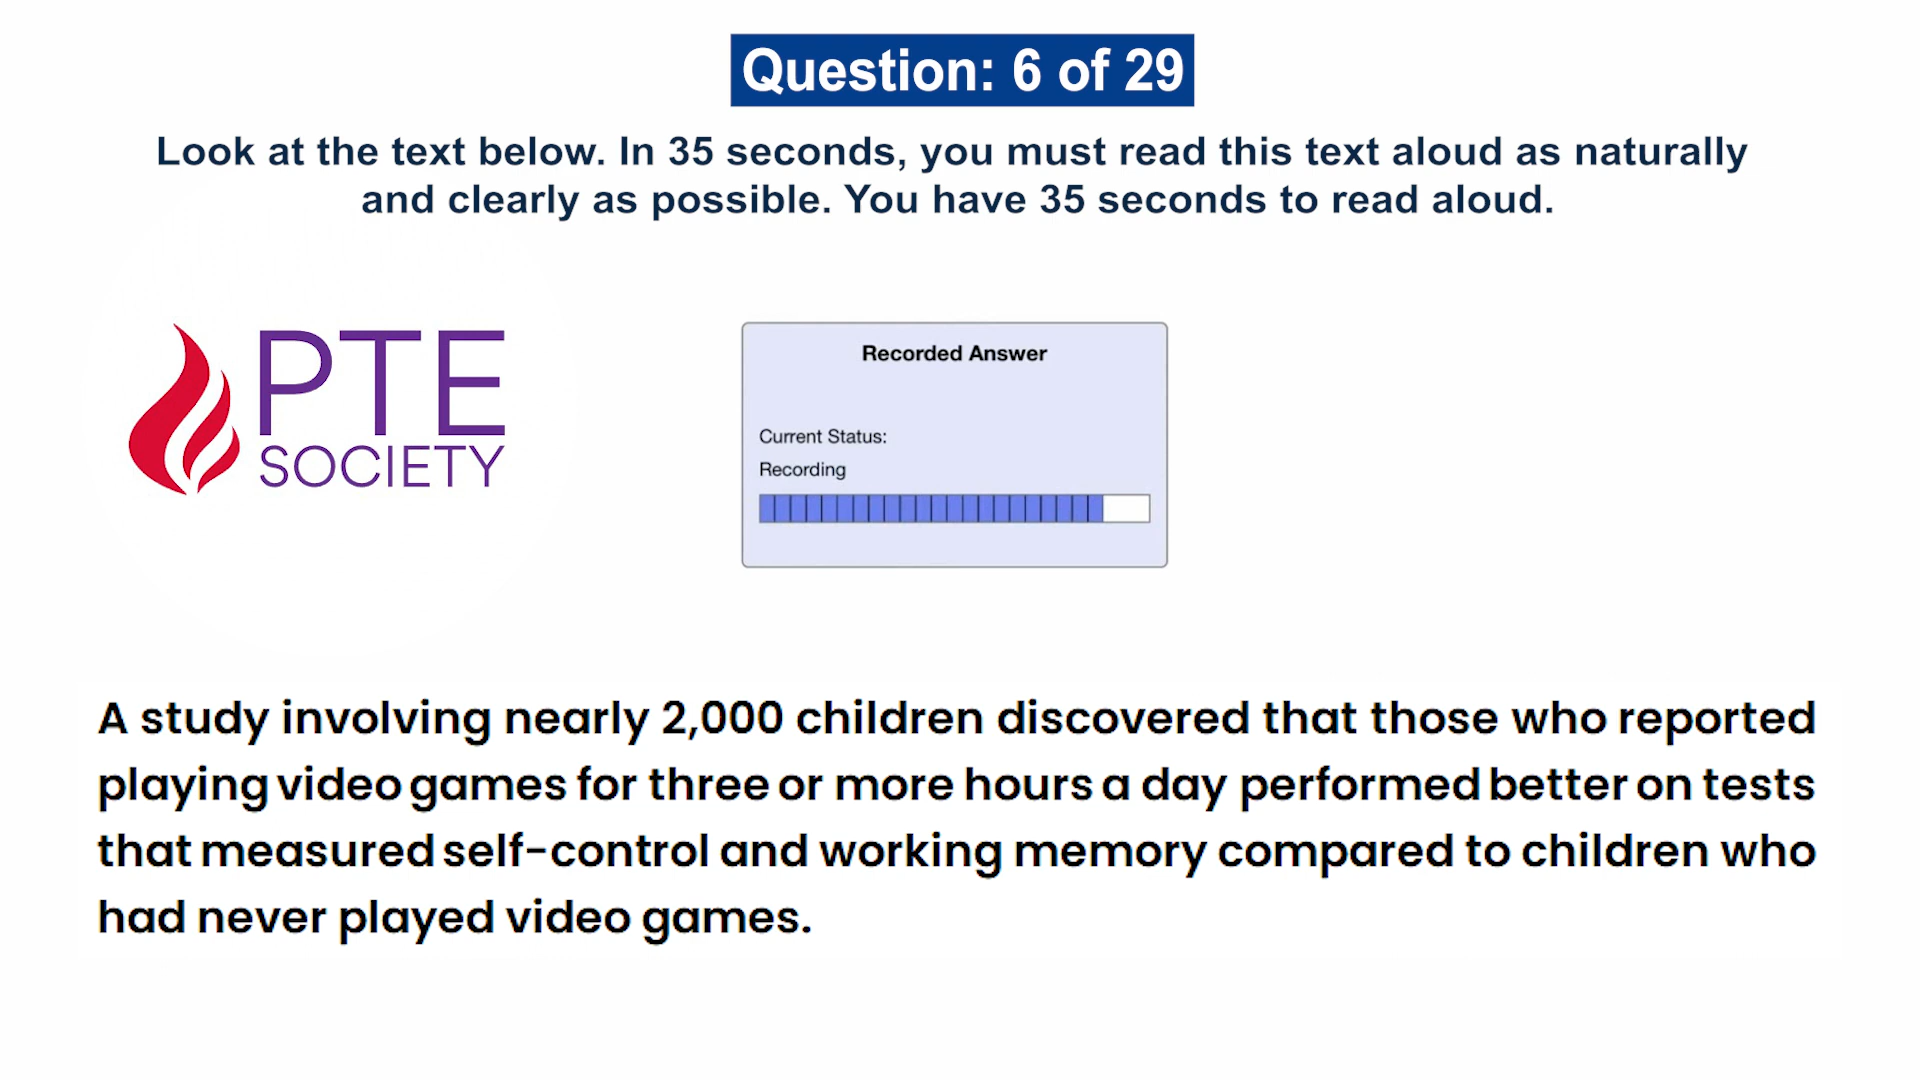 Question: 6 of 29
Look at the text below. In 35 seconds, you must read this text aloud as naturally
and clearly as possible. You have 35 seconds to read aloud.
PTE
SOCIETY
Recorded Answer
Current Status:
Recording
A study involving nearly 2,000 children discovered that those who reported
playing video games for three or more hours a day performed better on tests
that measured self-control and working memory compared to children who
had never played video games.